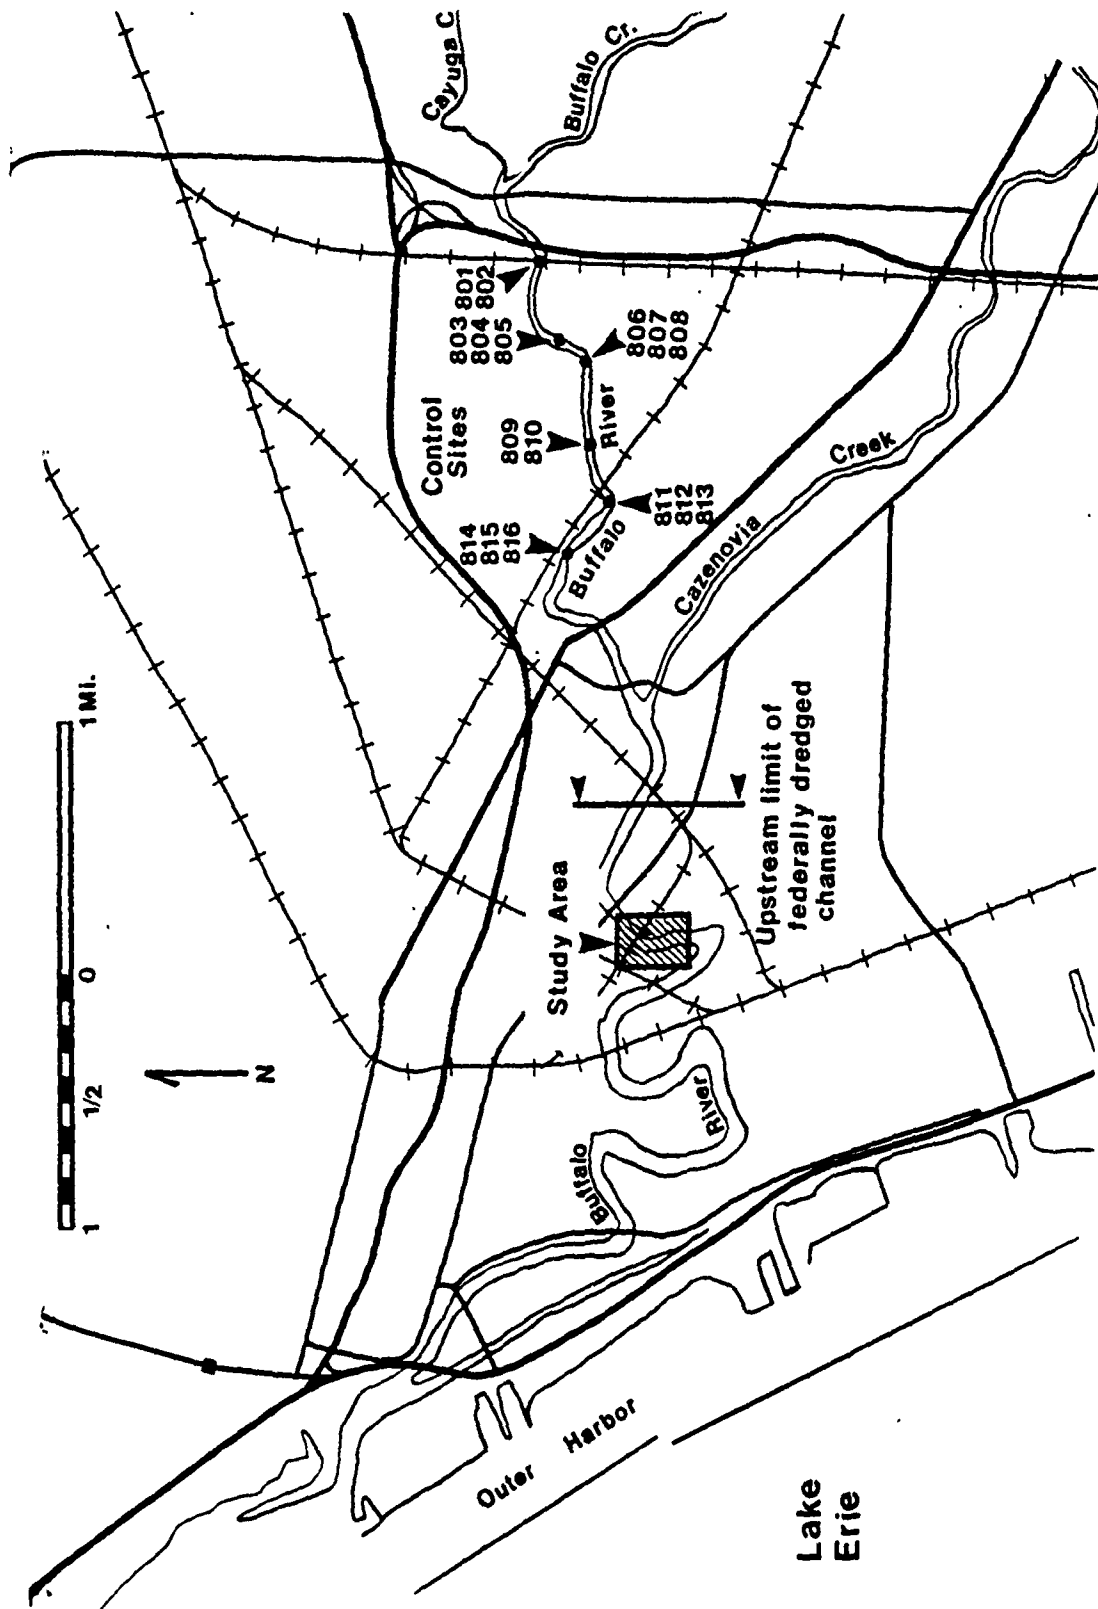 1
1/2
0
1 Mi.
N
Cayuga C
Buffalo Cr.
801
802
803
804
805
806
807
808
Control
Sites
809
810
River
811
812
813
814
815
816
Buffalo
Cazenovia
Creek
Study Area
Upstream limit of
federally dredged
channel
Buffalo
River
Outer Harbor
Lake
Erie